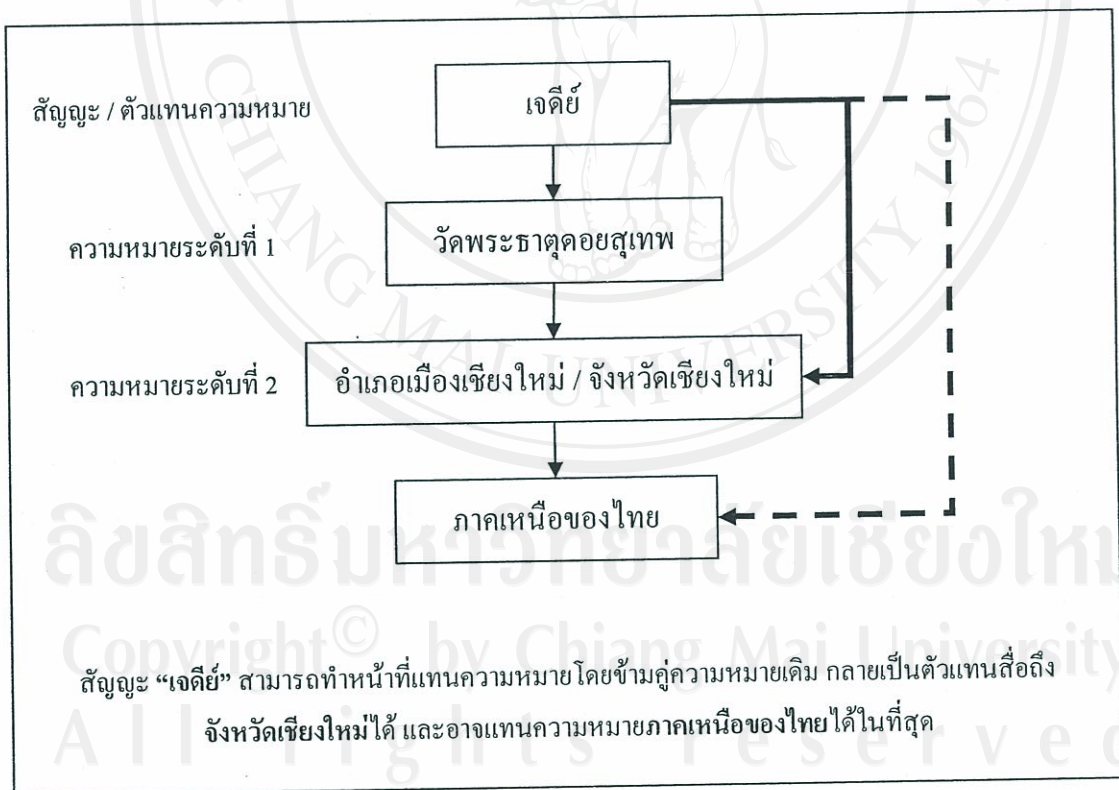 สัญญะ / ตัวแทนความหมาย
เจดีย์
ความหมายระดับที่ 1
วัดพระธาตุดอยสุเทพ
ความหมายระดับที่ 2
อำเภอเมืองเชียงใหม่ / จังหวัดเชียงใหม่
ภาคเหนือของไทย
สัญญะ “เจดีย์” สามารถทำหน้าที่แทนความหมายโดยข้ามคู่ความหมายเดิม กลายเป็นตัวแทนสื่อถึง
จังหวัดเชียงใหม่ได้ และอาจแทนความหมายภาคเหนือของไทยได้ในที่สุด
CHIANG MAI UNIVERSITY 1964
ลิขสิทธิ์มหาวิทยาลัยเชียงใหม่
Copyright© by Chiang Mai University
All rights reserved